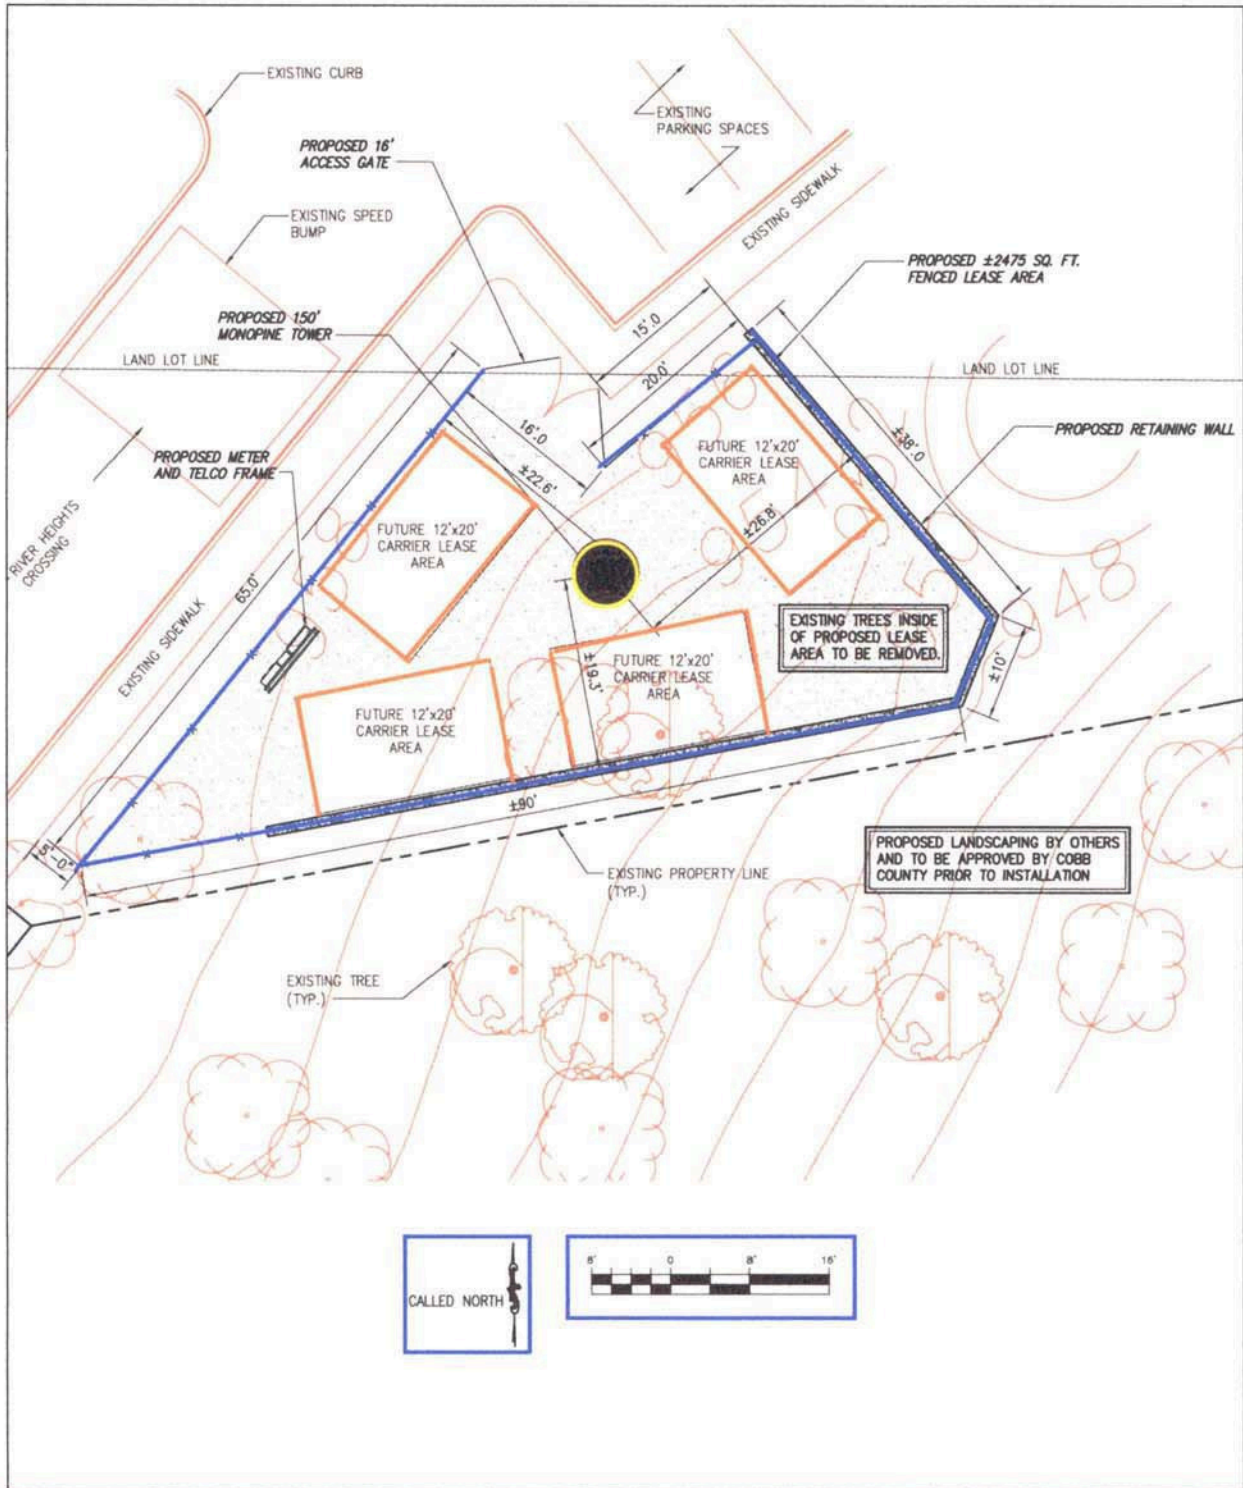 EXISTING CURB
EXISTING
PARKING SPACES
PROPOSED 16'
ACCESS GATE
EXISTING SIDEWALK
EXISTING SPEED
BUMP
PROPOSED ±2475 SQ. FT.
FENCED LEASE AREA
PROPOSED 150'
MONOPINE TOWER
15'.0
LAND LOT LINE
20.0'
LAND LOT LINE
±38'.0
16'.0
PROPOSED RETAINING WALL
PROPOSED METER
AND TELCO FRAME
±22.6'
FUTURE 12'x20'
CARRIER LEASE
AREA
±26.8'
RIVER HEIGHTS
CROSSING
FUTURE 12'x20'
CARRIER LEASE
AREA
65.0'
948
EXISTING SIDEWALK
EXISTING TREES INSIDE
OF PROPOSED LEASE
AREA TO BE REMOVED.
±19.3'
FUTURE 12'x20'
CARRIER LEASE
AREA
±10'
FUTURE 12'x20'
CARRIER LEASE
AREA
±90'
5'-0"
PROPOSED LANDSCAPING BY OTHERS
AND TO BE APPROVED BY COBB
COUNTY PRIOR TO INSTALLATION
EXISTING PROPERTY LINE
(TYP.)
EXISTING TREE
(TYP.)
CALLED NORTH
8' 0 8' 16'